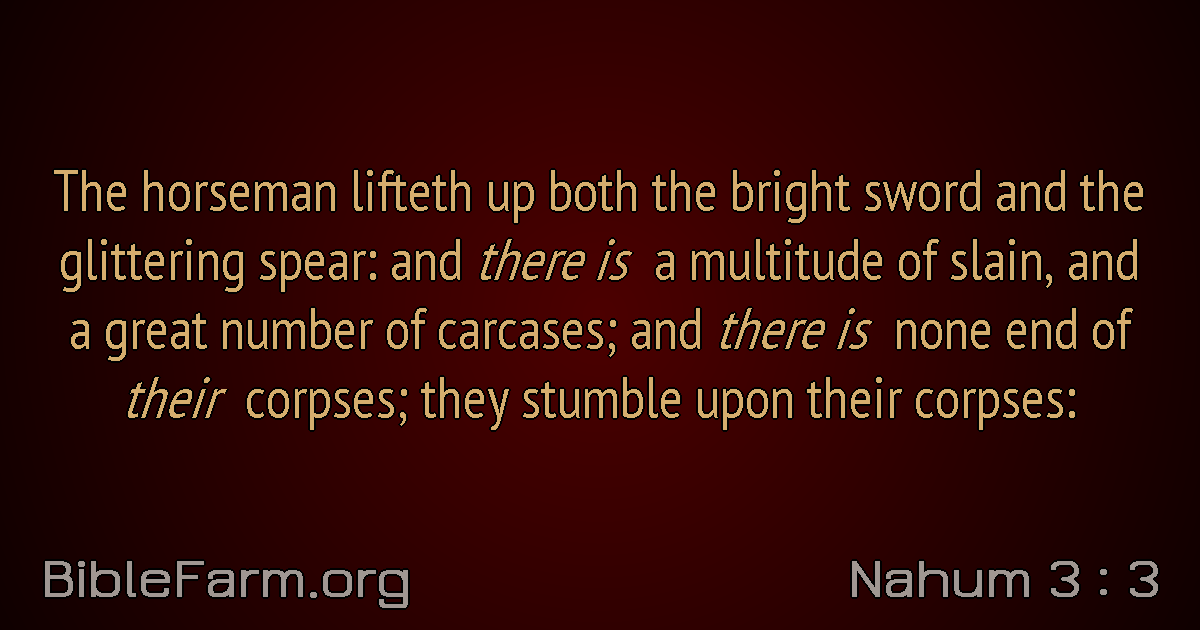 The horseman lifteth up both the bright sword and the
glittering spear: and there is a multitude of slain, and
a great number of carcases; and there is none end of
their corpses; they stumble upon their corpses:
BibleFarm.org
Nahum 3 : 3